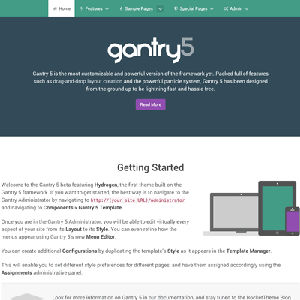 Home Features Sample Pages Special Pages Admin
gantry5
Gantry 5 is the most customizable and powerful version of the framework yet. Packed full of features
such as drag-and-drop layout creation and the powerful particle system, Gantry 5 has been designed
from the ground up to be lightning fast and hassle free.
Read More
Getting Started
Welcome to the Gantry 5 beta featuring Hydrogen, the first theme built on the
Gantry 5 framework. If you want to get started, the best way is to navigate to the
Gantry Administrator by navigating to http://[your site URL]/administrator
and navigating to Components > Gantry 5 > Template.
Once you are in the Gantry 5 Administrator, you will be able to edit virtually every
aspect of your site from its Layout to its Style. You can even shift how the
menus appear using Gantry 5's new Menu Editor.
You can create additional Configurations by duplicating the template's Style as it appears in the Template Manager.
This will enable you to set different style preferences for different pages and have them assigned accordingly using the
Assignments administrative panel.